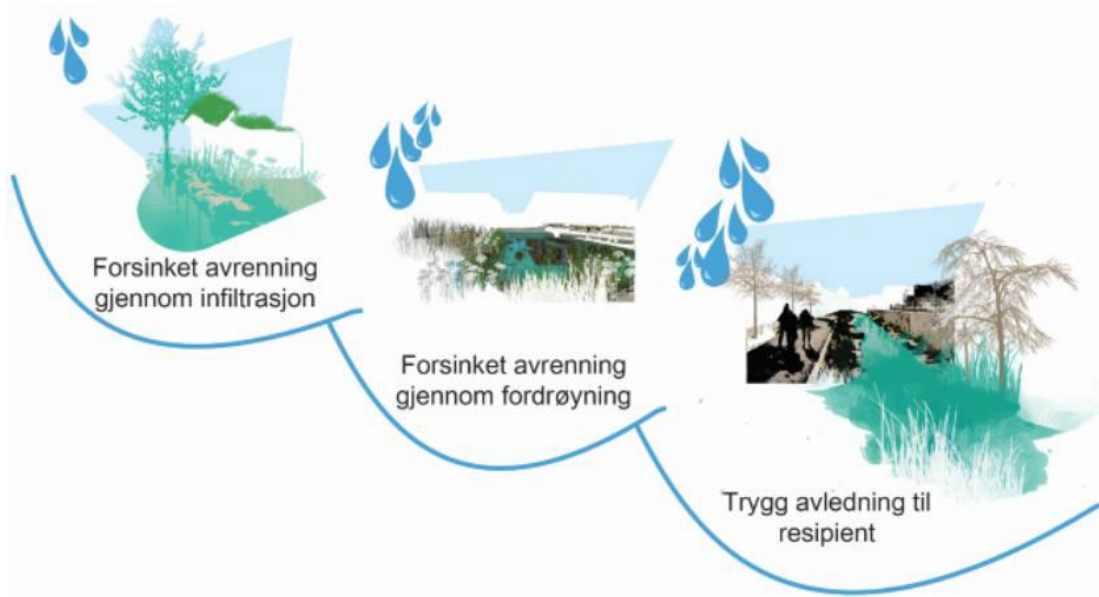 Forsinket avrenning
gjennom infiltrasjon
Forsinket avrenning
gjennom fordrøyning
Trygg avledning til
resipient